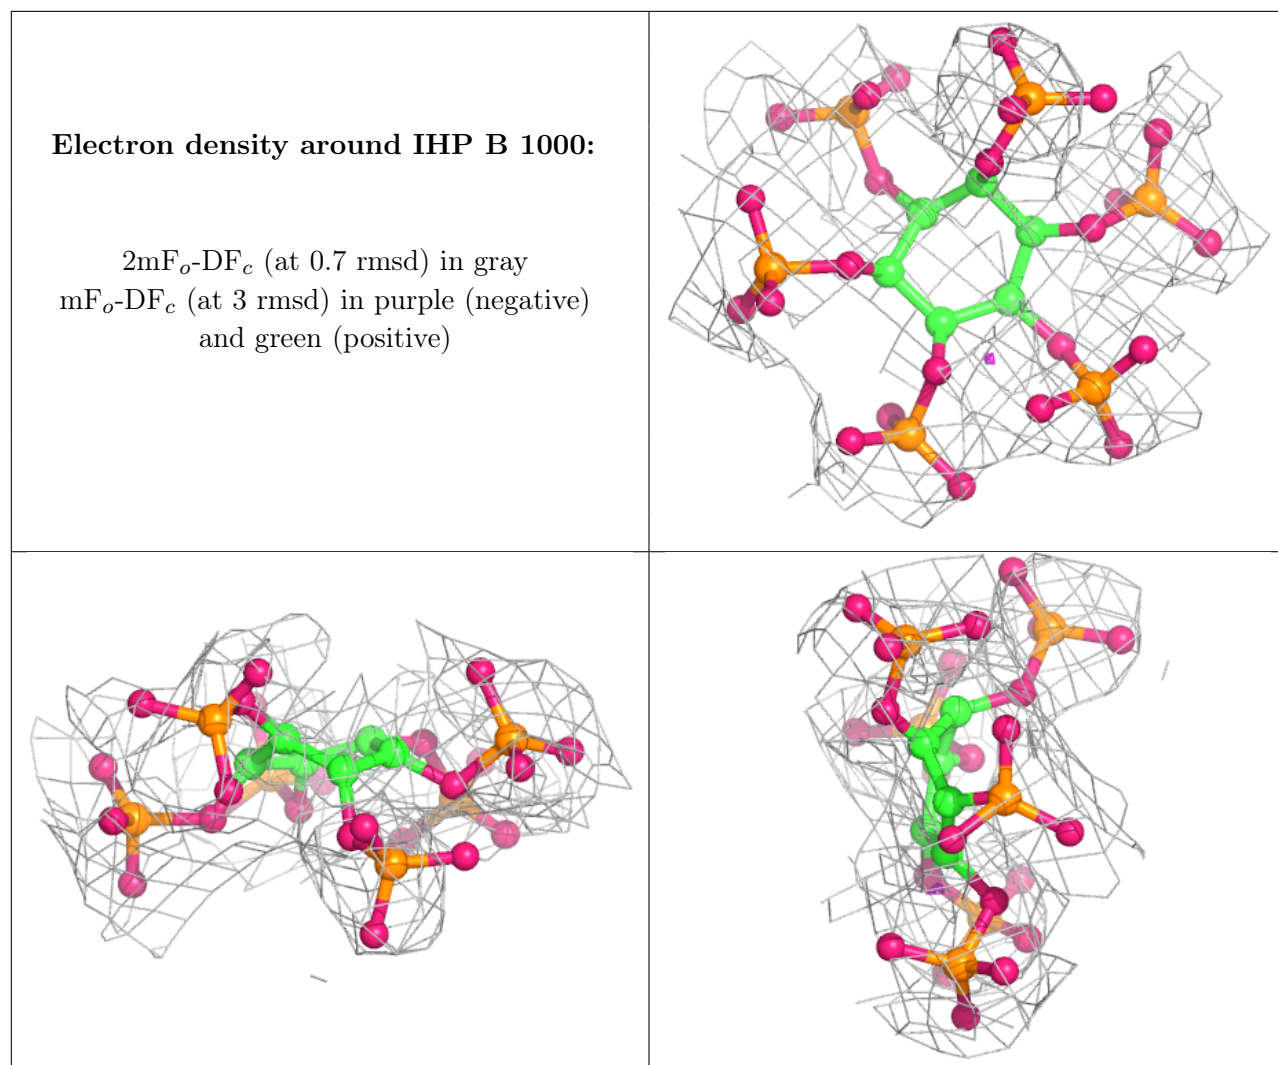 Electron density around IHP B 1000:
2mFo-DFc (at 0.7 rmsd) in gray
mFo-DFc (at 3 rmsd) in purple (negative)
and green (positive)